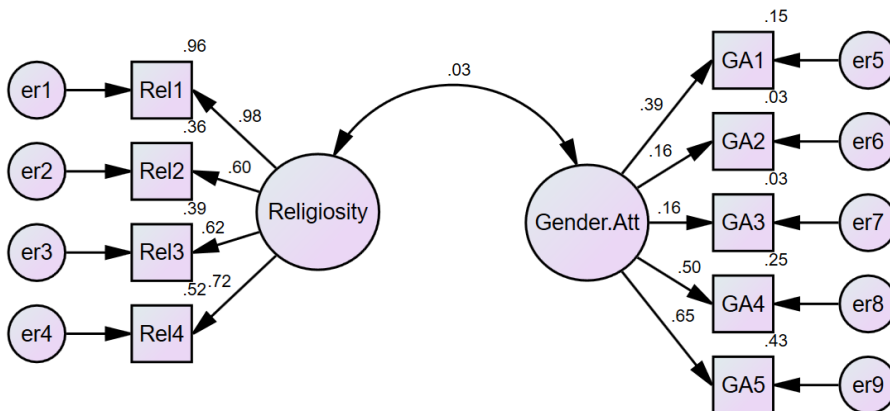 .96
er1
Rel1
.98
.36
er2
Rel2
.60
.39
er3
Rel3
.62
.52
.72
er4
Rel4
Religiosity
.03
Gender.Att
.15
.39
GA1
er5
.03
.16
GA2
er6
.03
.16
GA3
er7
.25
.50
GA4
er8
.43
.65
GA5
er9